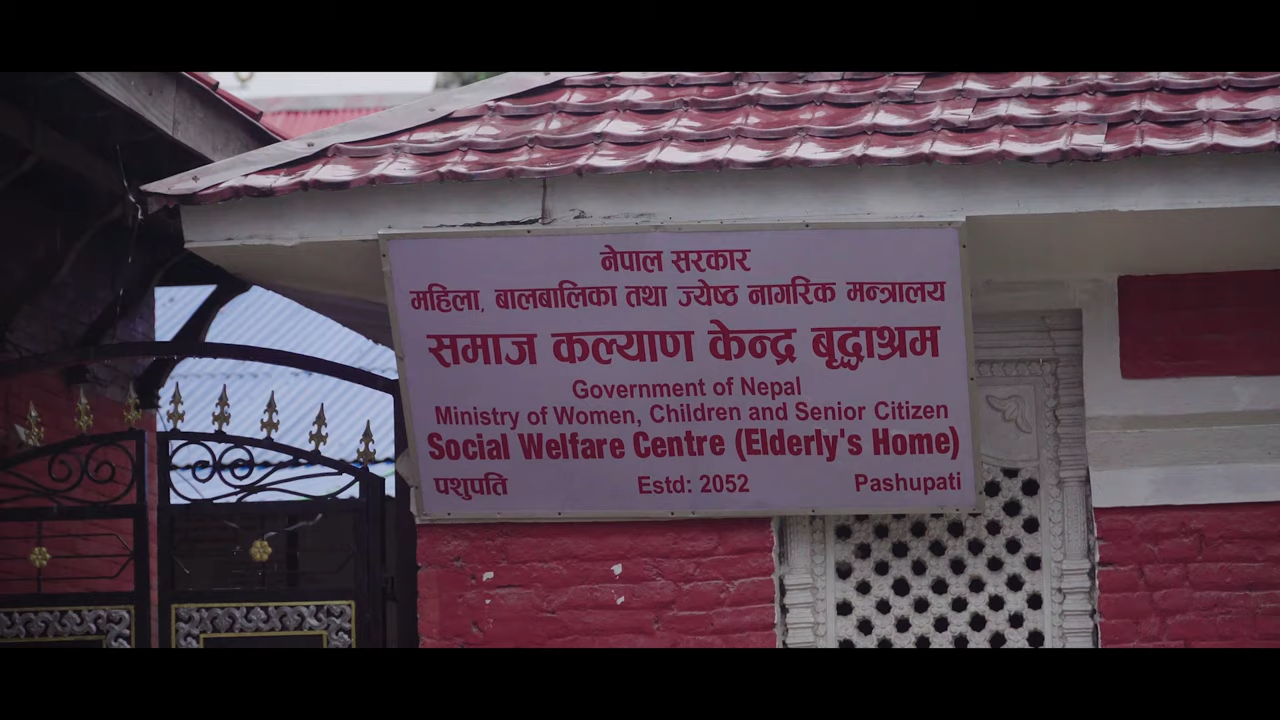 नेपाल सरकार
महिला, बालबालिका तथा ज्येष्ठ नागरिक मन्त्रालय
समाज कल्याण केन्द्र बृद्धाश्रम
Government of Nepal
Ministry of Women, Children and Senior Citizen
Social Welfare Centre (Elderly's Home)
पशुपति Estd: 2052 Pashupati